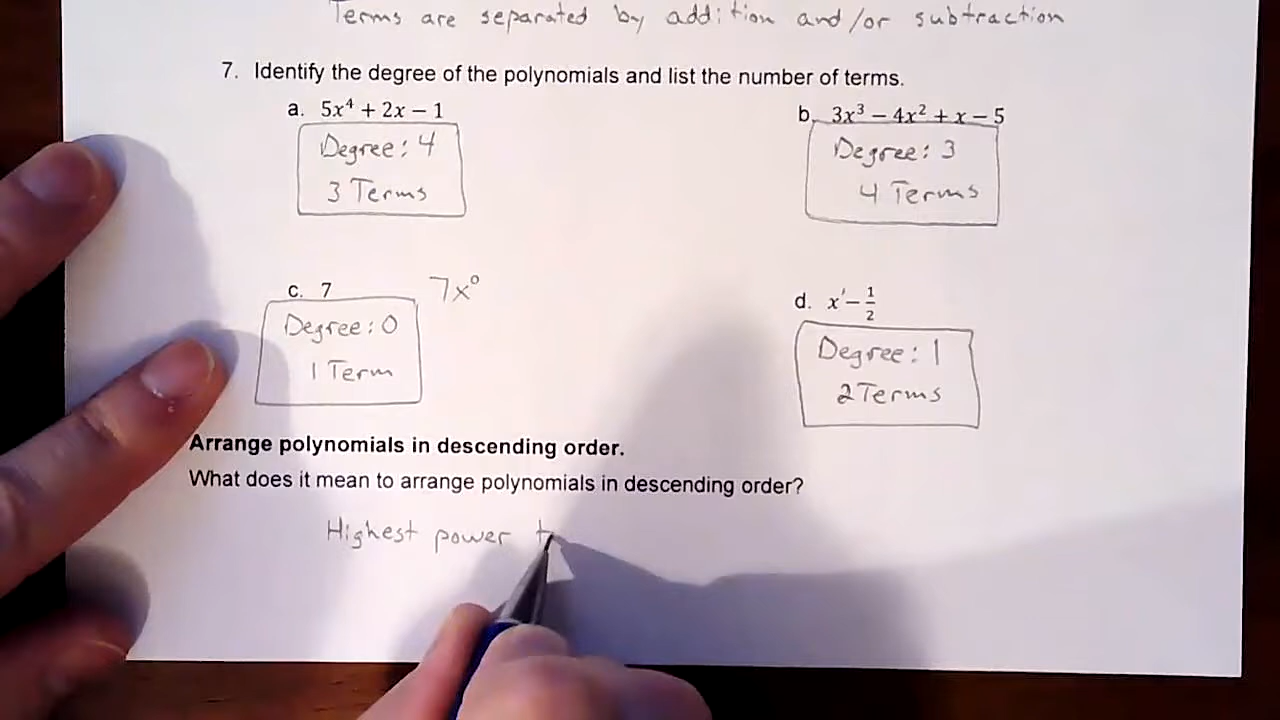 Terms are separated by addition and/or subtraction
7. Identify the degree of the polynomials and list the number of terms.
a. 5x⁴ + 2x − 1
Degree: 4
3 Terms
b. 3x³ − 4x² + x − 5
Degree: 3
4 Terms
c. 7
7x⁰
Degree: 0
1 Term
d. x¹ − 1/2
Degree: 1
2 Terms
Arrange polynomials in descending order.
What does it mean to arrange polynomials in descending order?
Highest power t